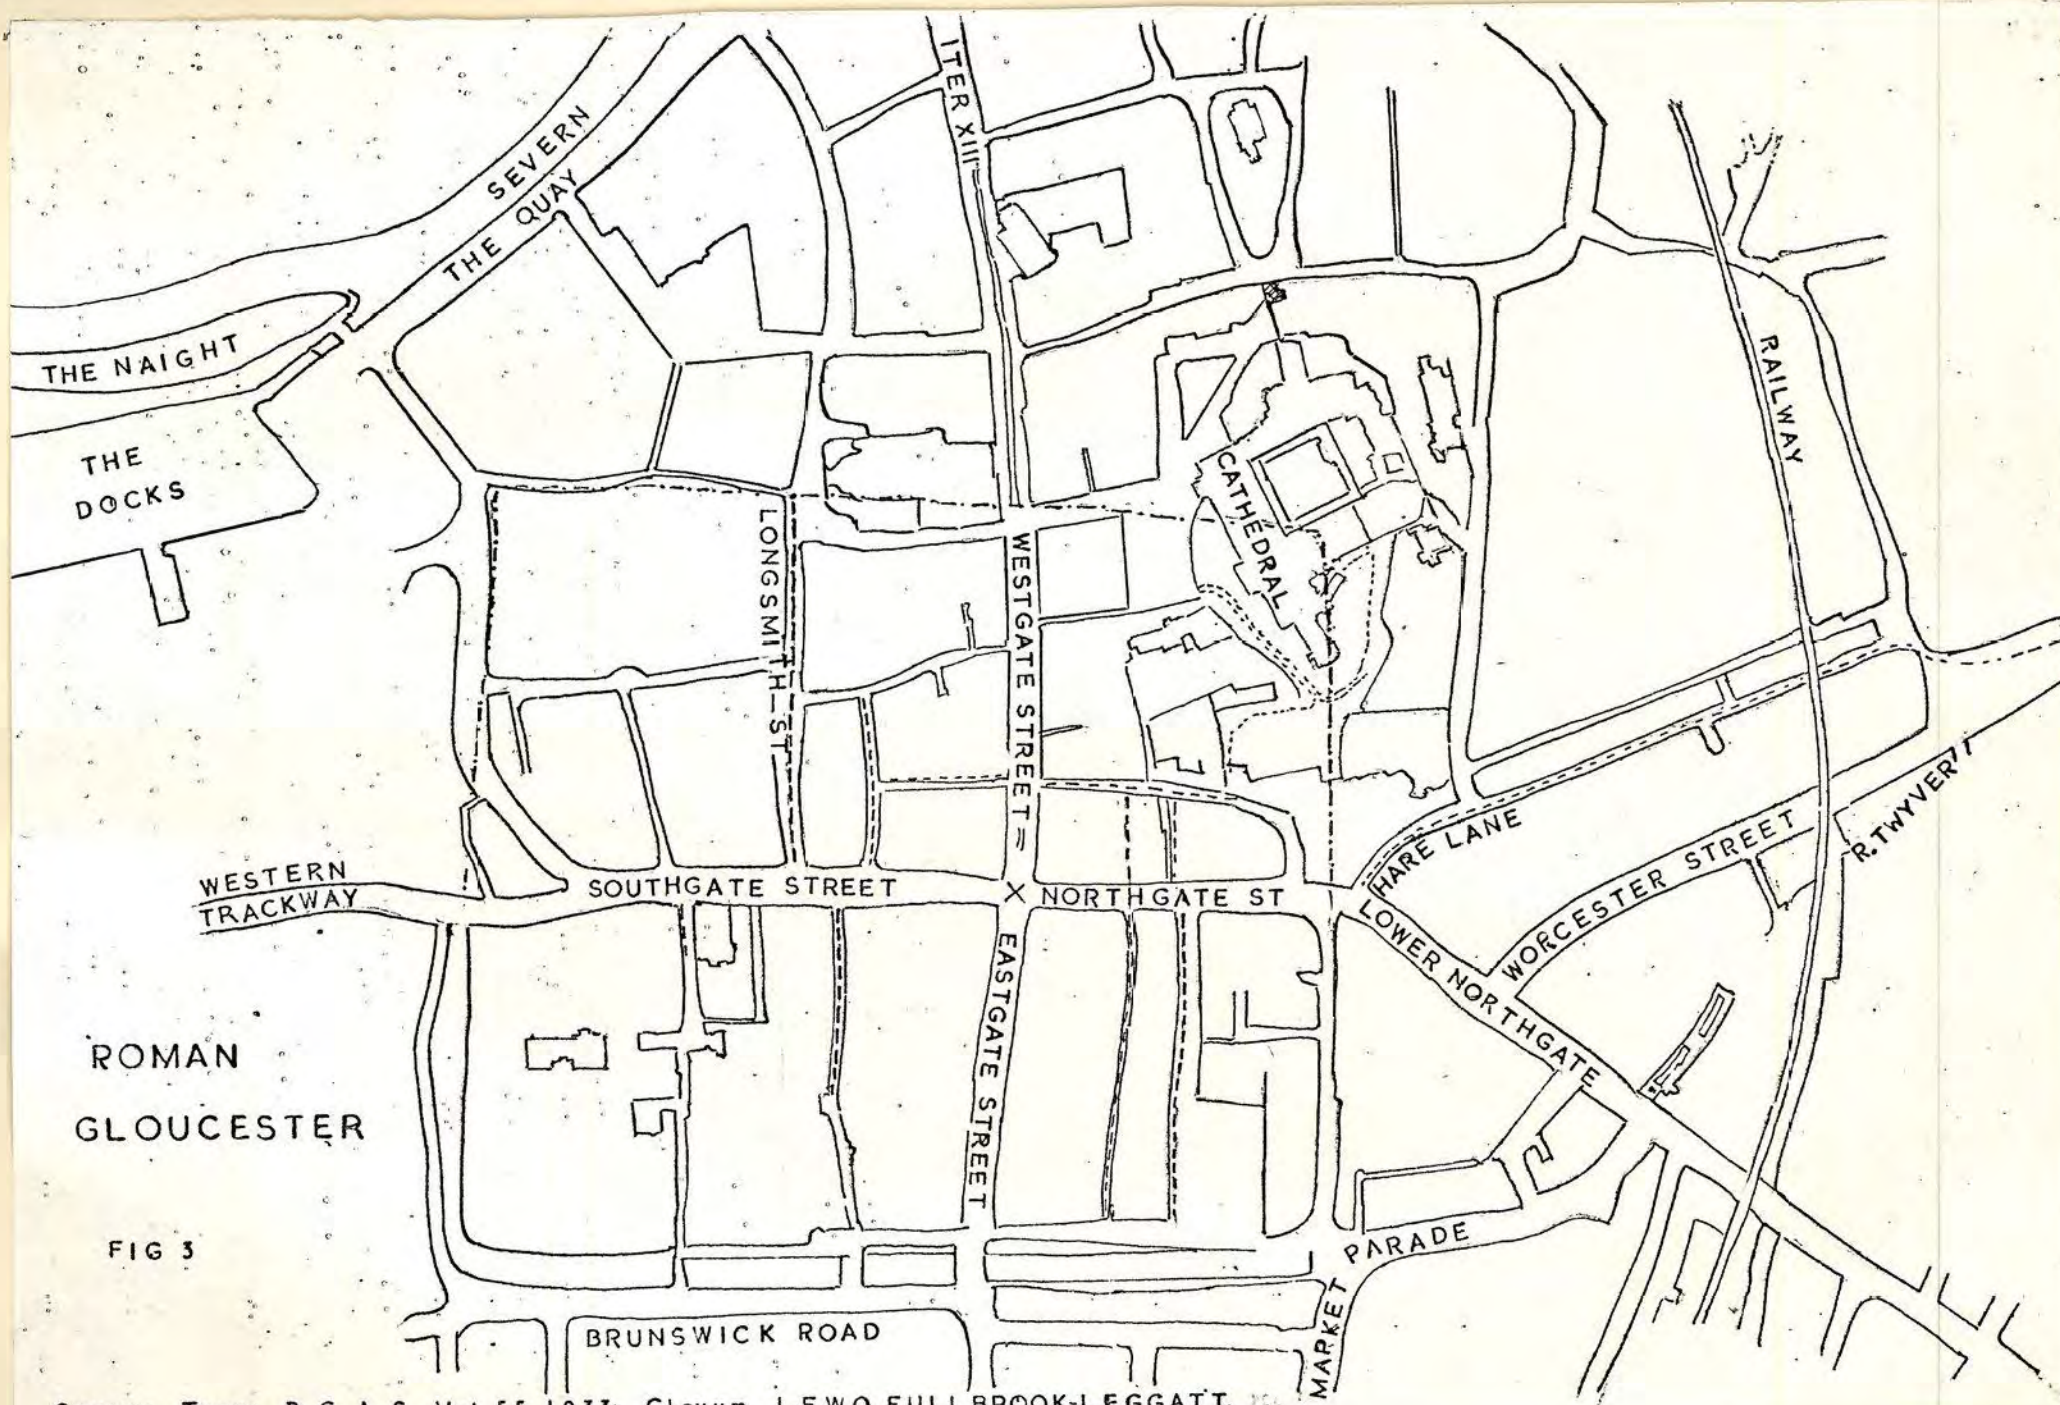 ITER XIII
SEVERN
THE QUAY
THE NAIGHT
THE
DOCKS
RAILWAY
CATHEDRAL
LONGSMITH ST
WESTGATE STREET
HARE LANE
WORCESTER STREET
R. TWYVER
WESTERN
TRACKWAY
SOUTHGATE STREET
X
NORTHGATE ST
LOWER NORTHGATE
EASTGATE STREET
ROMAN
GLOUCESTER
FIG 3
PARADE
MARKET
BRUNSWICK ROAD
1933. Clevum. J.F.W.O. FULLBROOK-LEGGATT